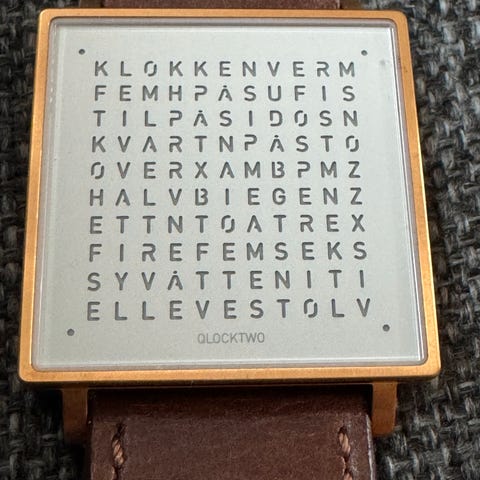 KLOKKENVERM
FEMHPÅSUFIS
TILPÅSIDOSN
KVARTNPÅSTO
OVERXAMBPMZ
HALVBIEGENZ
ETTNTOATREX
FIREFEMSEKS
SYVÅTTENITI
ELLEVESTOLV
QLOCKTWO